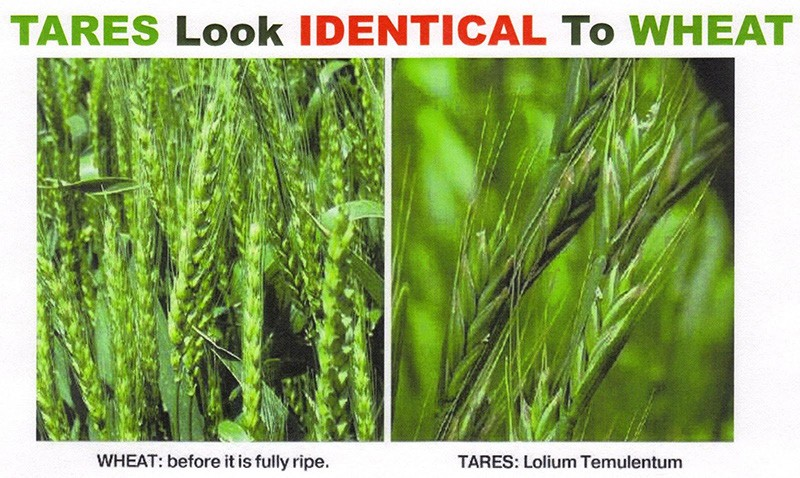 TARES Look IDENTICAL To WHEAT
WHEAT: before it is fully ripe.
TARES: Lolium Temulentum